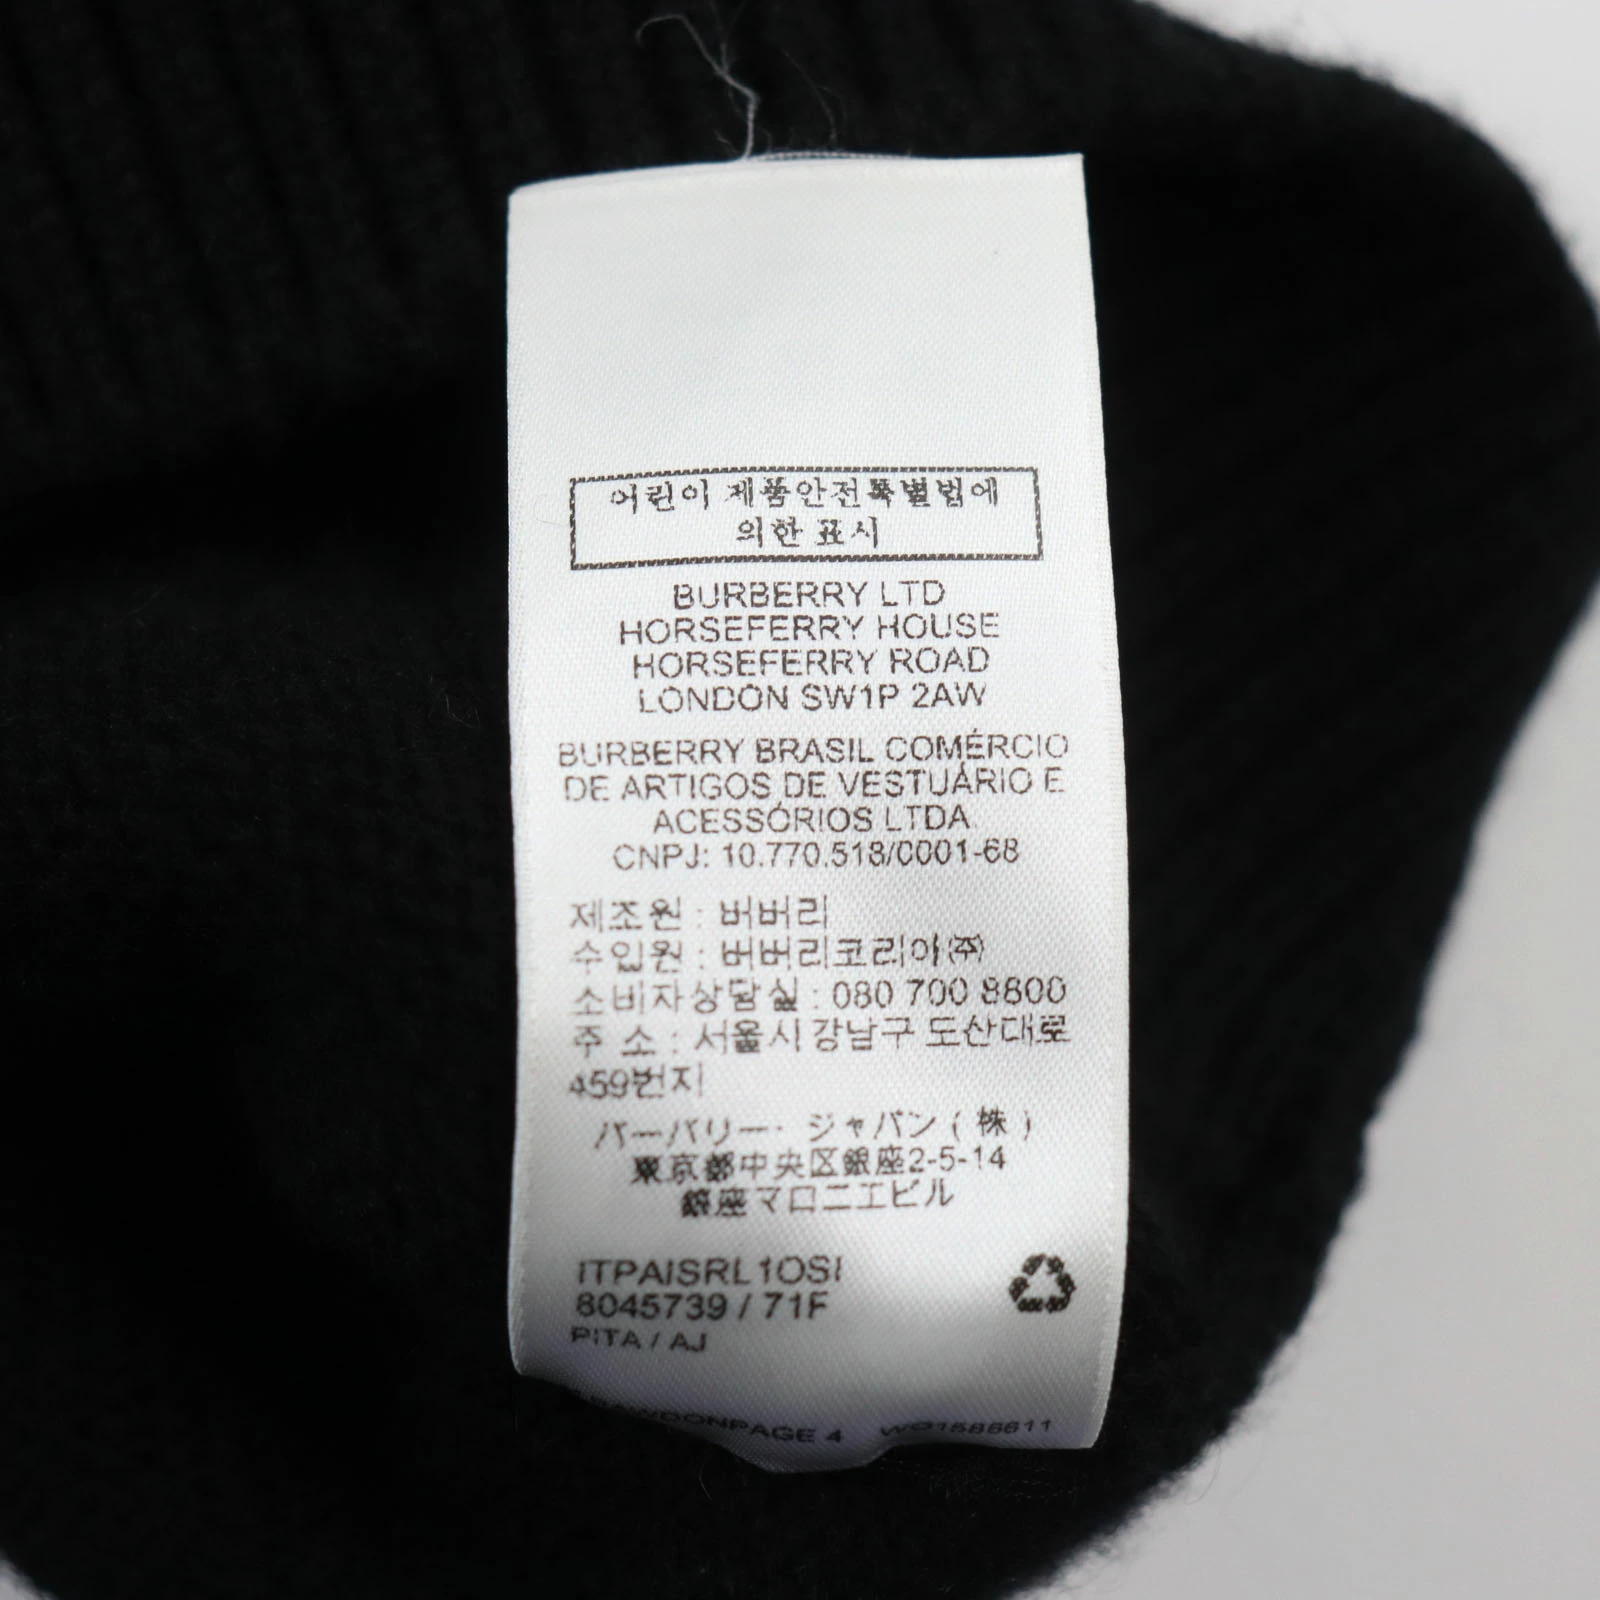 어린이 제품안전특별법에
의한 표시
BURBERRY LTD
HORSEFERRY HOUSE
HORSEFERRY ROAD
LONDON SW1P 2AW
BURBERRY BRASIL COMÉRCIO
DE ARTIGOS DE VESTUÁRIO E
ACESSÓRIOS LTDA
CNPJ: 10.770.518/0001-68
제조원 : 버버리
수입원 : 버버리코리아(주)
소비자상담실 : 080 700 8800
주 소 : 서울시 강남구 도산대로
459번지
バーバリー・ジャパン(株)
東京都中央区銀座2-5-14
銀座マロニエビル
ITPAISRL1OSI
8045739 / 71F
PITA / AJ
PAGE 4 WO1586611